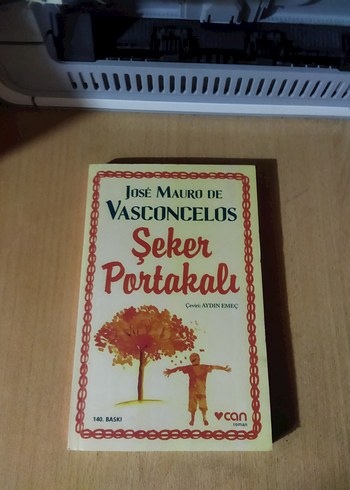 JOSÉ MAURO DE
VASCONCELOS
Şeker
Portakalı
Çeviri: AYDIN EMEÇ
140. BASKI
can
roman